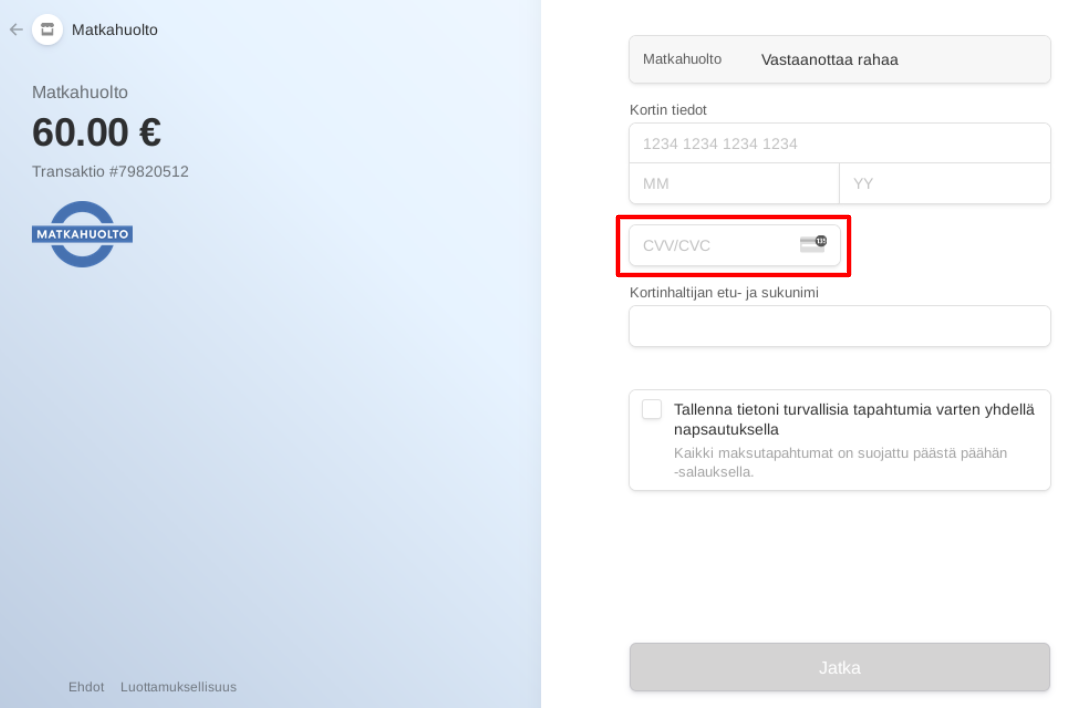 Matkahuolto
Matkahuolto
60.00 €
Transaktio #79820512
MATKAHUOLTO
Ehdot Luottamuksellisuus
Matkahuolto Vastaanottaa rahaa
Kortin tiedot
1234 1234 1234 1234
MM YY
CVV/CVC
Kortinhaltijan etu- ja sukunimi
Tallenna tietoni turvallisia tapahtumia varten yhdellä
napsautuksella
Kaikki maksutapahtumat on suojattu päästä päähän
-salauksella.
Jatka